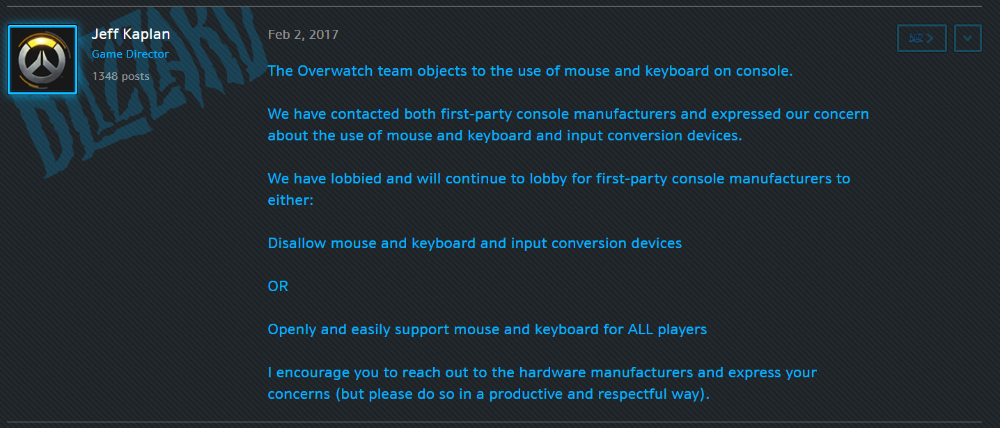 Jeff Kaplan
Game Director
1348 posts
BLIZZARD
Feb 2, 2017
BLIZZ
The Overwatch team objects to the use of mouse and keyboard on console.
We have contacted both first-party console manufacturers and expressed our concern
about the use of mouse and keyboard and input conversion devices.
We have lobbied and will continue to lobby for first-party console manufacturers to
either:
Disallow mouse and keyboard and input conversion devices
OR
Openly and easily support mouse and keyboard for ALL players
I encourage you to reach out to the hardware manufacturers and express your
concerns (but please do so in a productive and respectful way).